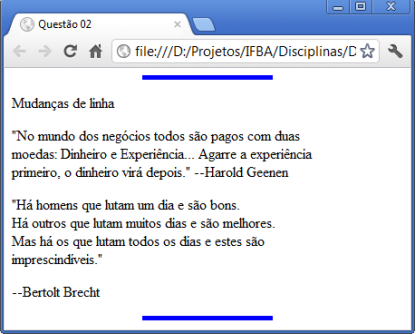 Questão 02
file:///D:/Projetos/IFBA/Disciplinas/D
Mudanças de linha
"No mundo dos negócios todos são pagos com duas
moedas: Dinheiro e Experiência... Agarre a experiência
primeiro, o dinheiro virá depois." --Harold Geenen
"Há homens que lutam um dia e são bons.
Há outros que lutam muitos dias e são melhores.
Mas há os que lutam todos os dias e estes são
imprescindíveis."
--Bertolt Brecht